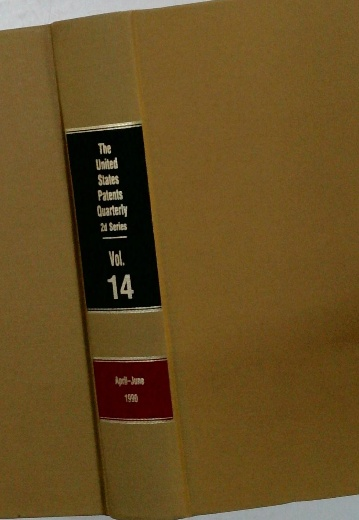 The
United
States
Patents
Quarterly
2d Series
Vol.
14
April–June
1990